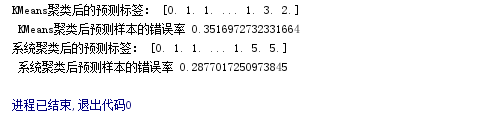 KMeans聚类后的预测标签： [0. 1. 1. ... 1. 3. 2.]
KMeans聚类后预测样本的错误率 0.3516972732331664
系统聚类后的预测标签： [0. 1. 1. ... 1. 5. 5.]
系统聚类后预测样本的错误率 0.2877017250973845
进程已结束,退出代码0